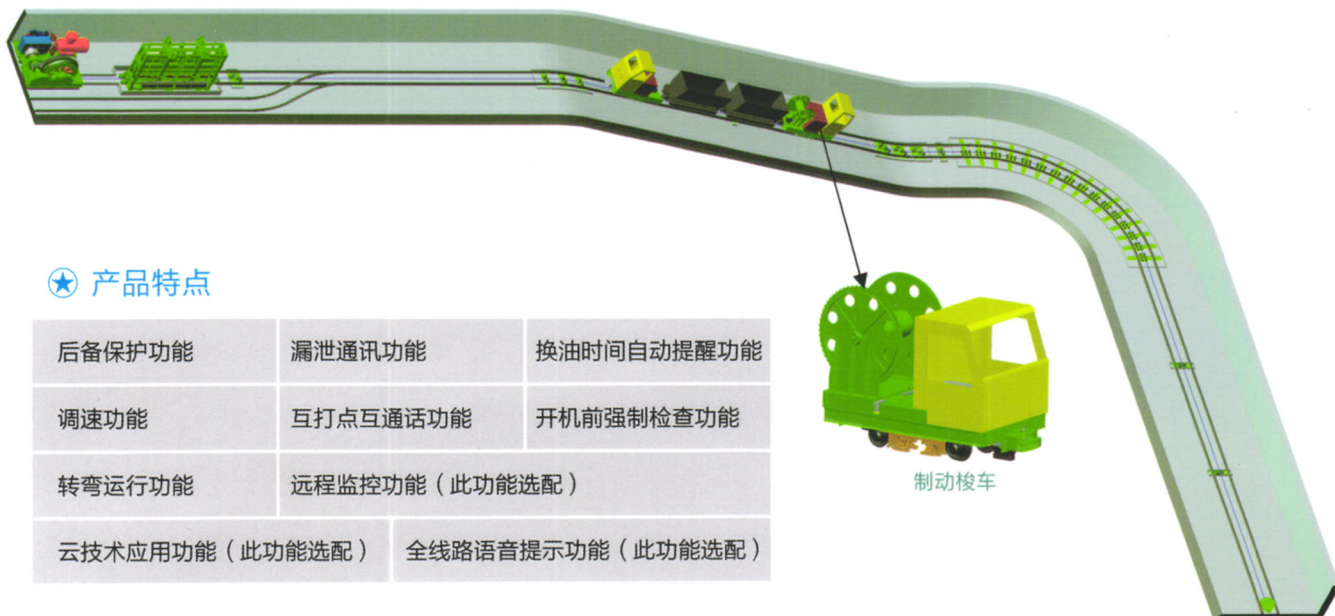 产品特点
后备保护功能
漏泄通讯功能
换油时间自动提醒功能
调速功能
互打点互通话功能
开机前强制检查功能
转弯运行功能
远程监控功能（此功能选配）
云技术应用功能（此功能选配）
全线路语音提示功能（此功能选配）
制动梭车